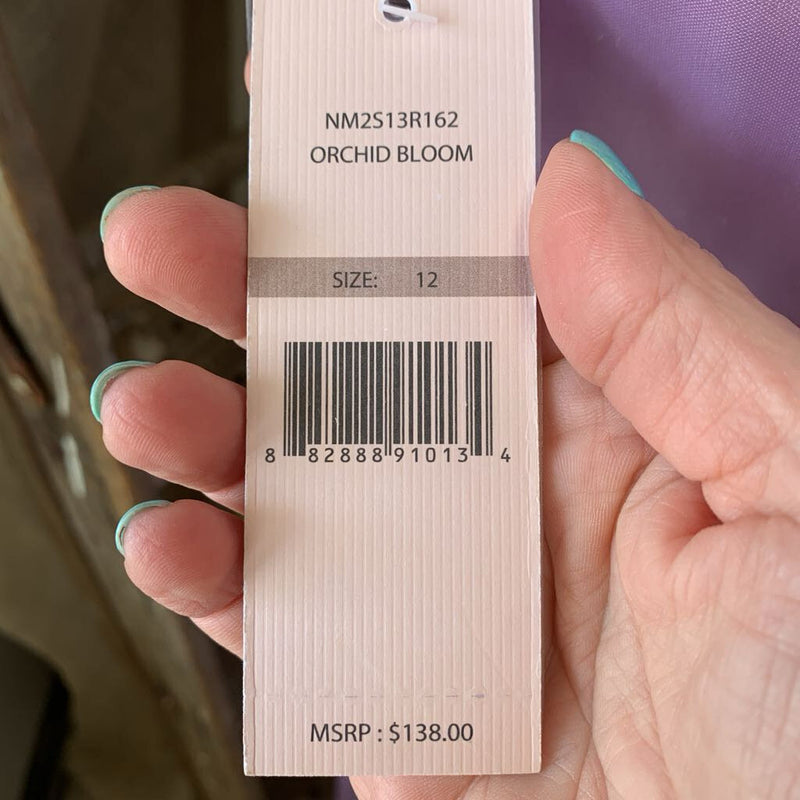 NM2S13R162
ORCHID BLOOM
SIZE: 12
8 82888 91013 4
MSRP : $138.00